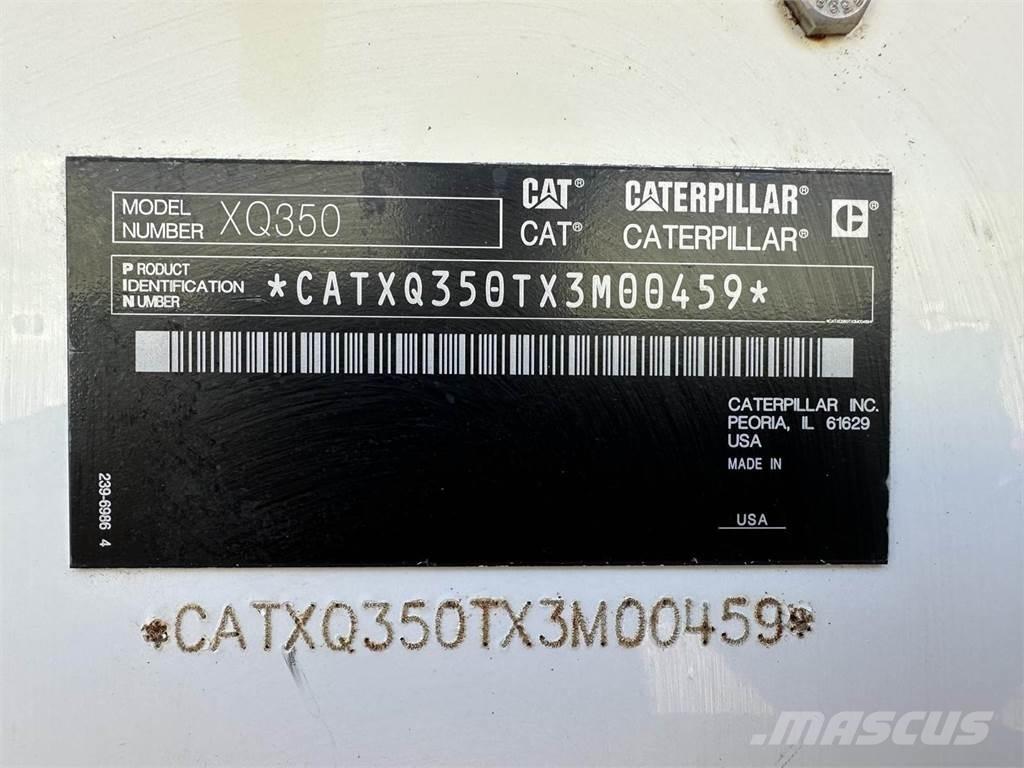 MODEL NUMBER XQ350
CAT® CATERPILLAR®
CAT® CATERPILLAR®
PRODUCT
IDENTIFICATION
NUMBER
*CATXQ350TX3M00459*
*CATXQ350TX3M00459*
CATERPILLAR INC.
PEORIA, IL 61629
USA
MADE IN
USA
239-6986 4
*CATXQ350TX3M00459*
MASCUS